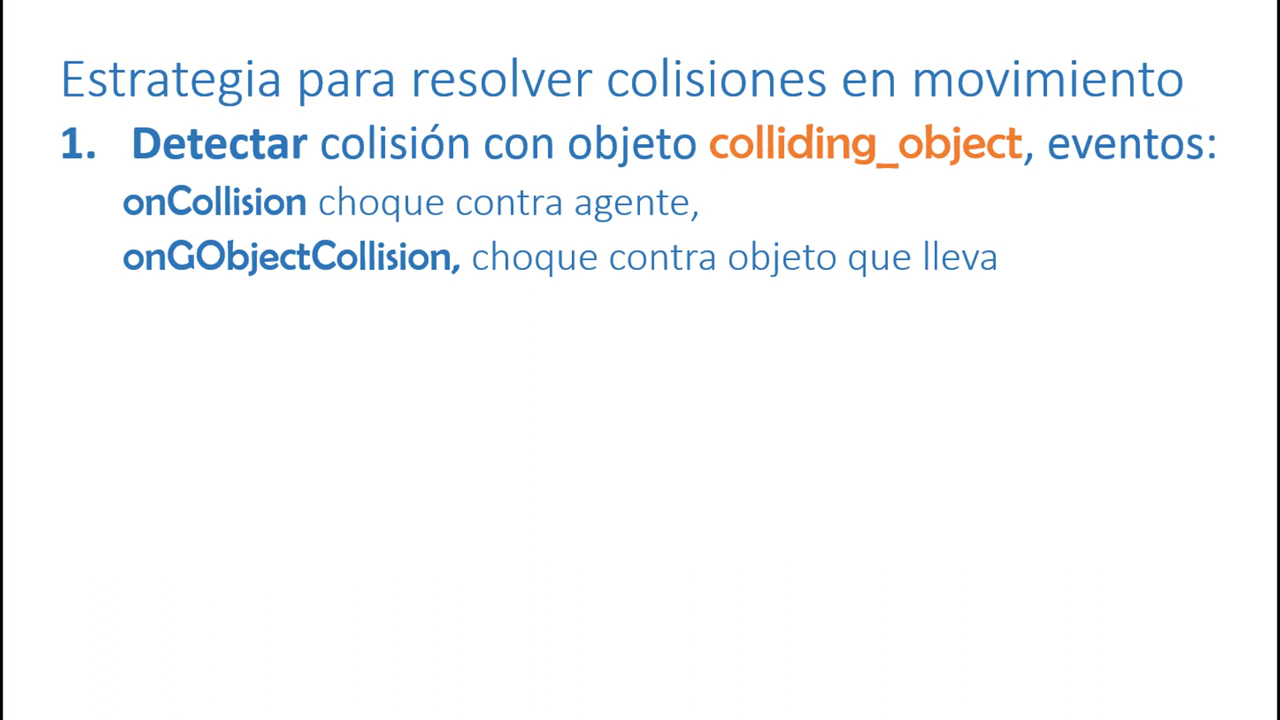 Estrategia para resolver colisiones en movimiento
1. Detectar colisión con objeto colliding_object, eventos:
onCollision choque contra agente,
onGObjectCollision, choque contra objeto que lleva